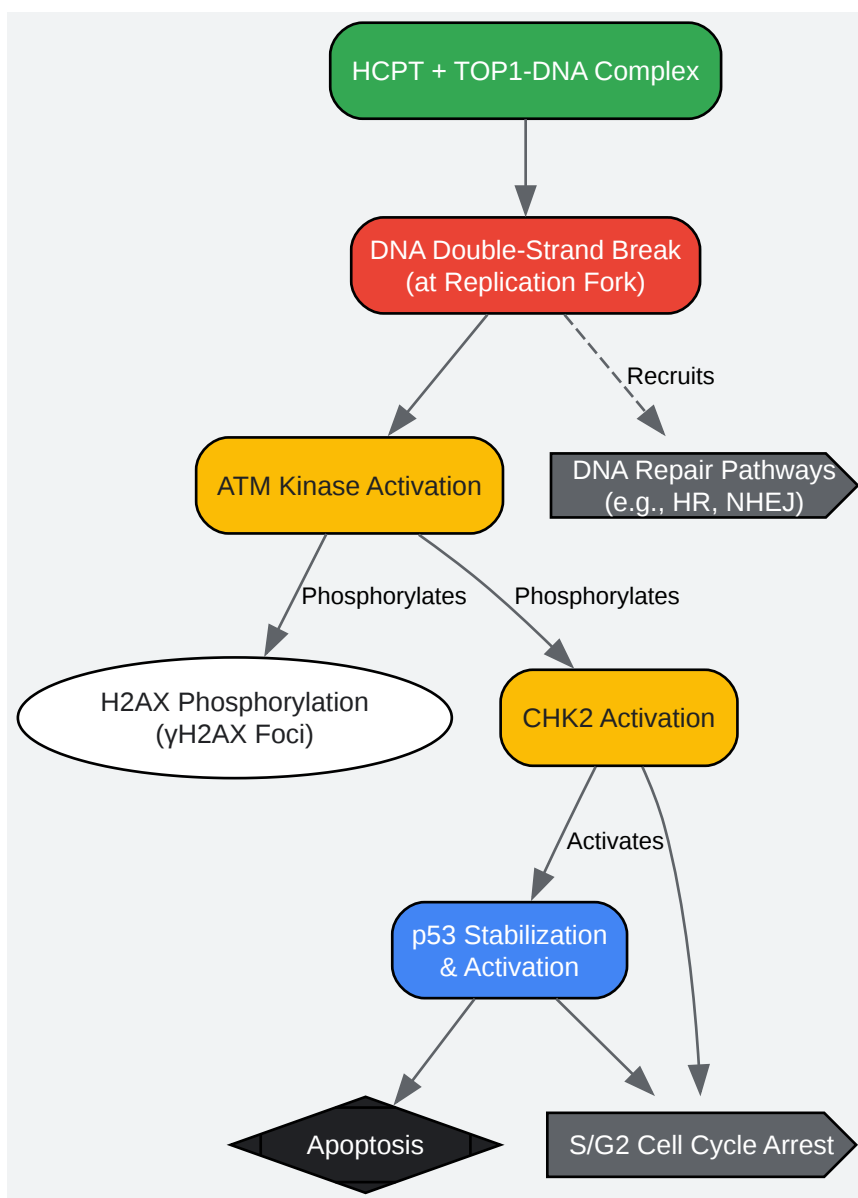 HCPT + TOP1-DNA Complex
DNA Double-Strand Break
(at Replication Fork)
Recruits
ATM Kinase Activation
DNA Repair Pathways
(e.g., HR, NHEJ)
Phosphorylates
Phosphorylates
H2AX Phosphorylation
(γH2AX Foci)
CHK2 Activation
Activates
p53 Stabilization
& Activation
Apoptosis
S/G2 Cell Cycle Arrest